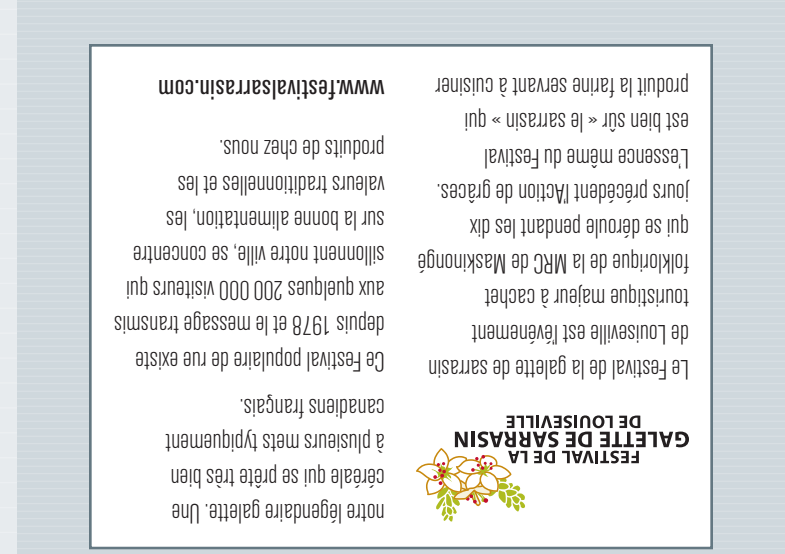 FESTIVAL DE LA
GALETTE DE SARRASIN
DE LOUISEVILLE
Le Festival de la galette de sarrasin
de Louiseville est l'événement
touristique majeur à cachet
folklorique de la MRC de Maskinongé
qui se déroule pendant les dix
jours précédent l'Action de grâces.
L'essence même du Festival
est bien sûr « le sarrasin » qui
produit la farine servant à cuisiner
notre légendaire galette. Une
céréale qui se prête très bien
à plusieurs mets typiquement
canadiens français.
Ce Festival populaire de rue existe
depuis 1978 et le message transmis
aux quelques 200 000 visiteurs qui
sillonnent notre ville, se concentre
sur la bonne alimentation, les
valeurs traditionnelles et les
produits de chez nous.
www.festivalsarrasin.com